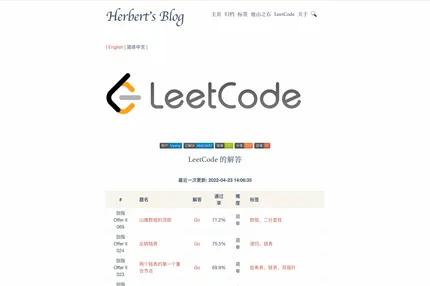 Herbert's Blog
主页 归档 标签 他山之石 LeetCode 关于
[ English | 简体中文 ]
LeetCode
LeetCode 的解答
最近一次更新: 2022-04-23 14:06:35
# 题名 解答 通过率 难度 标签
剑指 Offer II 069 山峰数组的顶部 Go 71.2% 简单 数组, 二分查找
剑指 Offer II 024 反转链表 Go 75.5% 简单 递归, 链表
剑指 Offer II 023 两个链表的第一个重合节点 Go 69.9% 简单 哈希表, 链表, 双指针
剑指